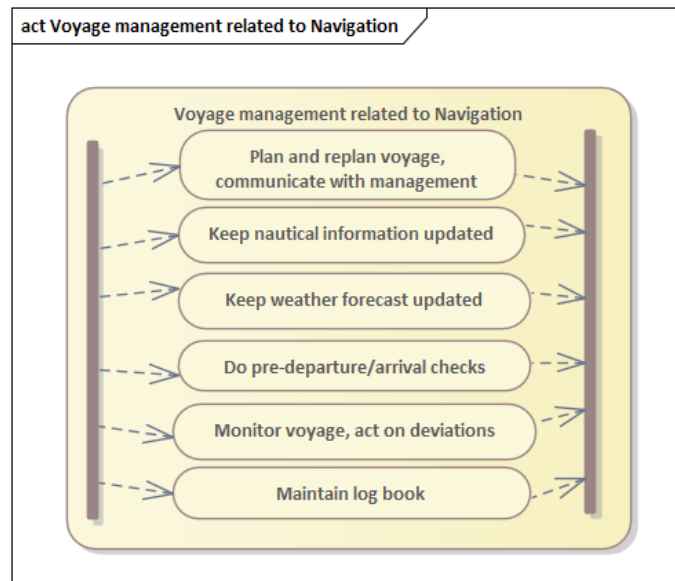 act Voyage management related to Navigation
Voyage management related to Navigation
Plan and replan voyage,
communicate with management
Keep nautical information updated
Keep weather forecast updated
Do pre-departure/arrival checks
Monitor voyage, act on deviations
Maintain log book